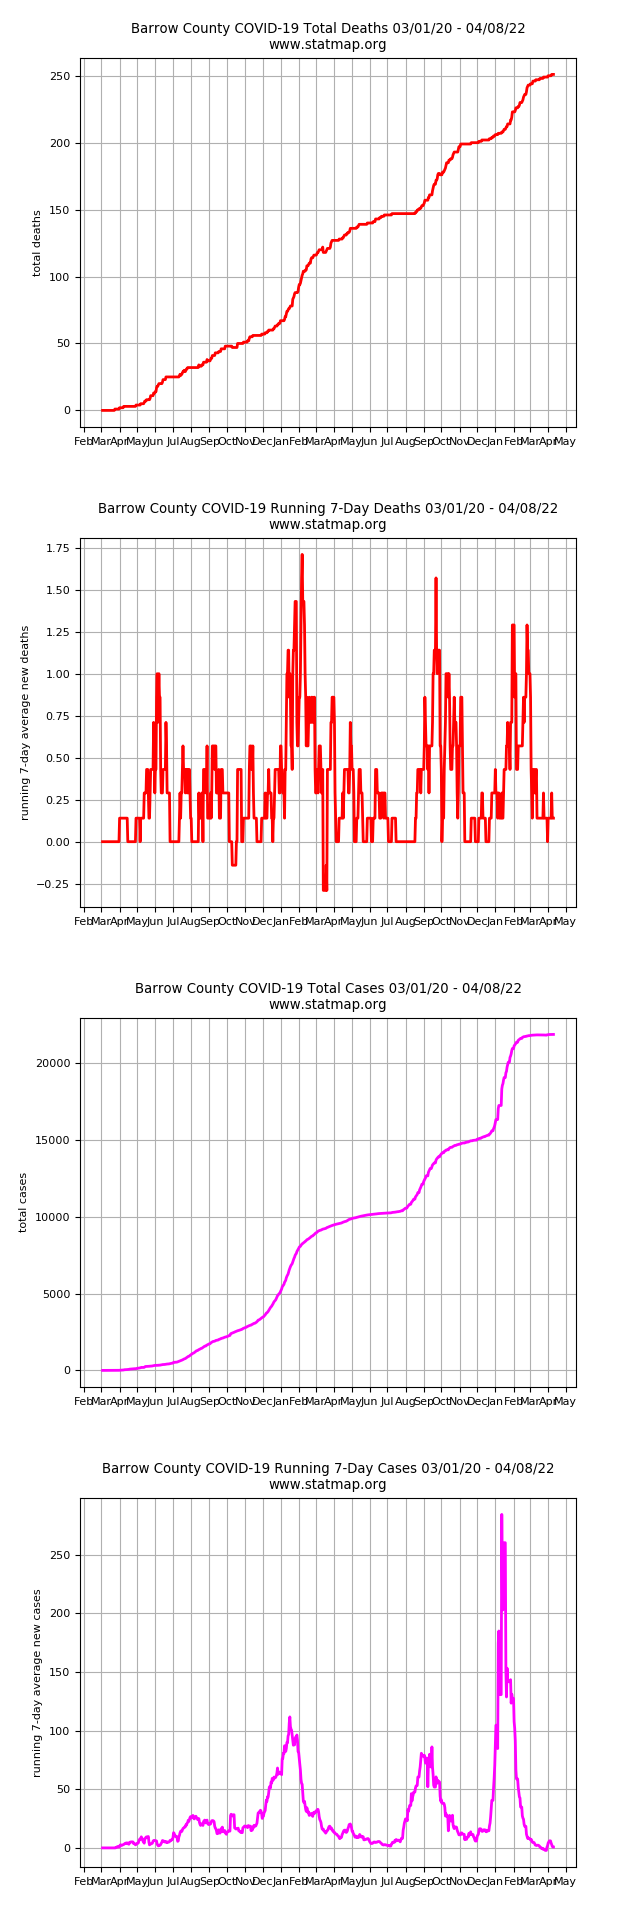 Barrow County COVID-19 Total Deaths 03/01/20 - 04/08/22
www.statmap.org
250
200
150
100
50
0
total deaths
Feb Mar Apr May Jun Jul Aug Sep Oct Nov Dec Jan Feb Mar Apr May Jun Jul Aug Sep Oct Nov Dec Jan Feb Mar Apr May
Barrow County COVID-19 Running 7-Day Deaths 03/01/20 - 04/08/22
www.statmap.org
1.75
1.50
1.25
1.00
0.75
0.50
0.25
0.00
−0.25
running 7-day average new deaths
Feb Mar Apr May Jun Jul Aug Sep Oct Nov Dec Jan Feb Mar Apr May Jun Jul Aug Sep Oct Nov Dec Jan Feb Mar Apr May
Barrow County COVID-19 Total Cases 03/01/20 - 04/08/22
www.statmap.org
20000
15000
10000
5000
0
total cases
Feb Mar Apr May Jun Jul Aug Sep Oct Nov Dec Jan Feb Mar Apr May Jun Jul Aug Sep Oct Nov Dec Jan Feb Mar Apr May
Barrow County COVID-19 Running 7-Day Cases 03/01/20 - 04/08/22
www.statmap.org
250
200
150
100
50
0
running 7-day average new cases
Feb Mar Apr May Jun Jul Aug Sep Oct Nov Dec Jan Feb Mar Apr May Jun Jul Aug Sep Oct Nov Dec Jan Feb Mar Apr May